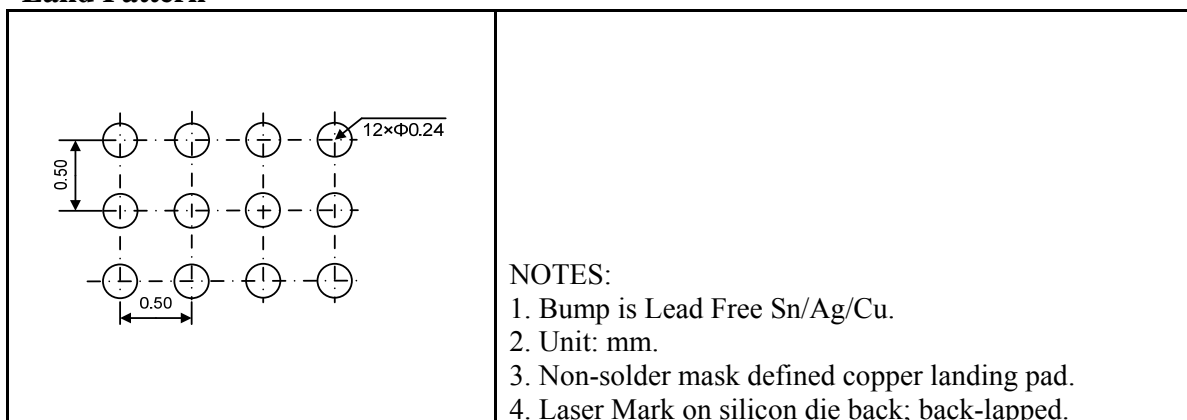 Land Pattern
12×Φ0.24
0.50
0.50
NOTES:
1. Bump is Lead Free Sn/Ag/Cu.
2. Unit: mm.
3. Non-solder mask defined copper landing pad.
4. Laser Mark on silicon die back; back-lapped.